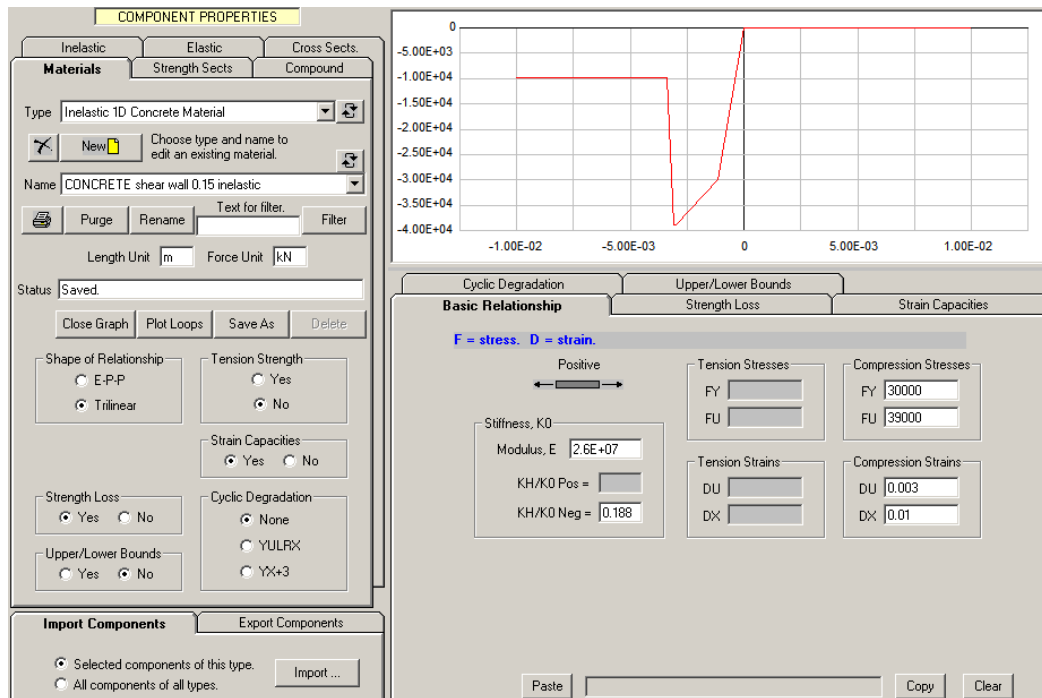 COMPONENT PROPERTIES
Inelastic Elastic Cross Sects.
Materials Strength Sects Compound
Type Inelastic 1D Concrete Material
New Choose type and name to
edit an existing material.
Name CONCRETE shear wall 0.15 inelastic
Text for filter.
Purge Rename Filter
Length Unit m Force Unit kN
Status Saved.
Close Graph Plot Loops Save As Delete
Shape of Relationship
E-P-P
Trilinear
Tension Strength
Yes
No
Strain Capacities
Yes No
Strength Loss
Yes No
Cyclic Degradation
None
YULRX
YX+3
Upper/Lower Bounds
Yes No
Import Components Export Components
Selected components of this type.
All components of all types.
Import ...
0
-5.00E+03
-1.00E+04
-1.50E+04
-2.00E+04
-2.50E+04
-3.00E+04
-3.50E+04
-4.00E+04
-1.00E-02 -5.00E-03 0 5.00E-03 1.00E-02
Cyclic Degradation Upper/Lower Bounds
Basic Relationship Strength Loss Strain Capacities
F = stress. D = strain.
Positive
Stiffness, K0
Modulus, E 2.6E+07
KH/K0 Pos =
KH/K0 Neg = 0.188
Tension Stresses
FY
FU
Compression Stresses
FY 30000
FU 39000
Tension Strains
DU
DX
Compression Strains
DU 0.003
DX 0.01
Paste Copy Clear